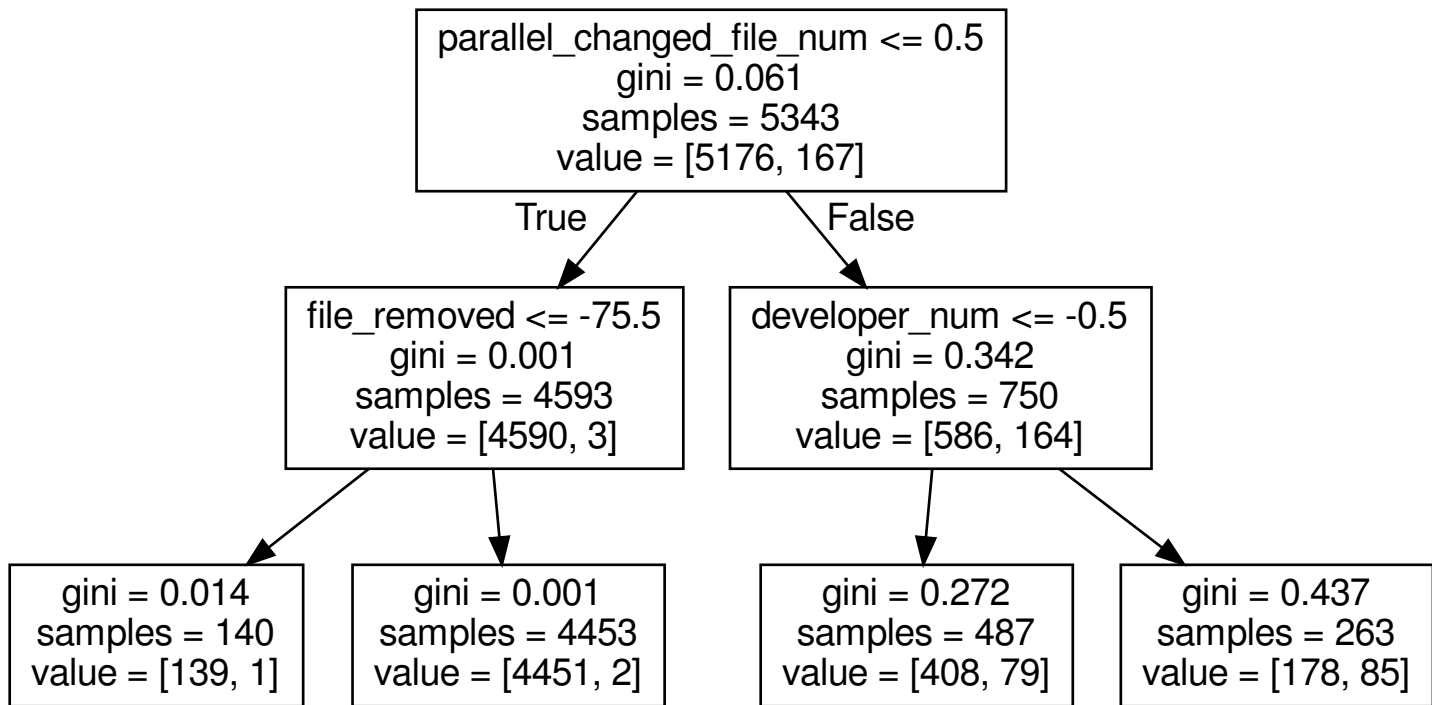 parallel_changed_file_num <= 0.5
gini = 0.061
samples = 5343
value = [5176, 167]
True
False
file_removed <= -75.5
gini = 0.001
samples = 4593
value = [4590, 3]
developer_num <= -0.5
gini = 0.342
samples = 750
value = [586, 164]
gini = 0.014
samples = 140
value = [139, 1]
gini = 0.001
samples = 4453
value = [4451, 2]
gini = 0.272
samples = 487
value = [408, 79]
gini = 0.437
samples = 263
value = [178, 85]